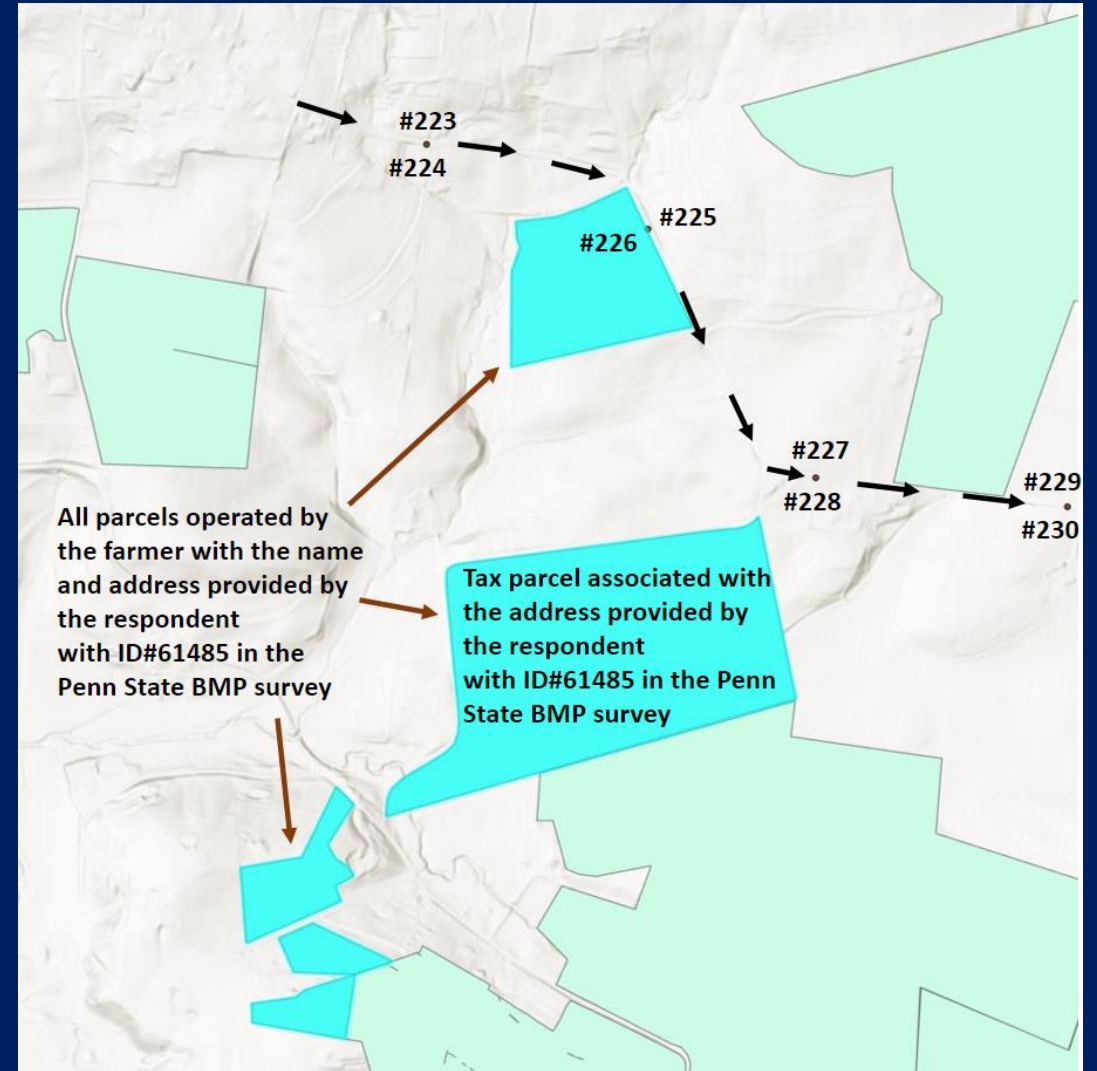 #223
#224
#225
#226
#227
#228
#229
#230
All parcels operated by
the farmer with the name
and address provided by
the respondent
with ID#61485 in the
Penn State BMP survey
Tax parcel associated with
the address provided by
the respondent
with ID#61485 in the Penn
State BMP survey